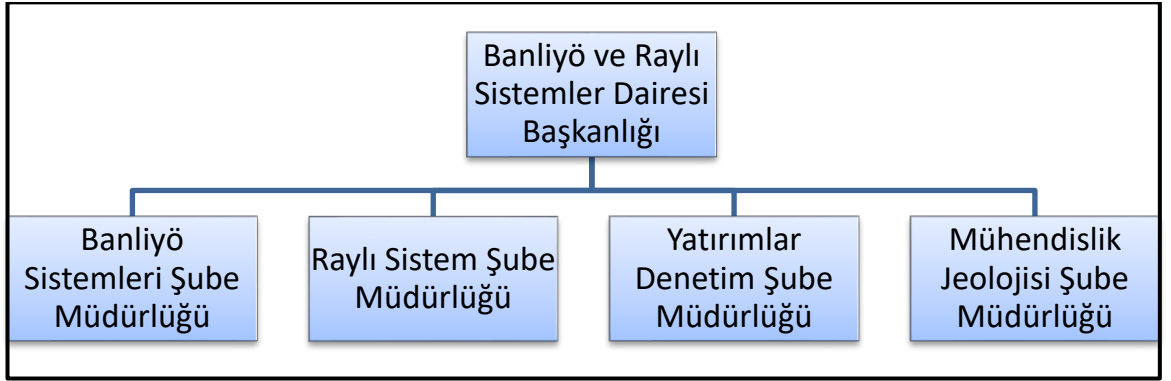 Banliyö ve Raylı
Sistemler Dairesi
Başkanlığı
Banliyö
Sistemleri Şube
Müdürlüğü
Raylı Sistem Şube
Müdürlüğü
Yatırımlar
Denetim Şube
Müdürlüğü
Mühendislik
Jeolojisi Şube
Müdürlüğü